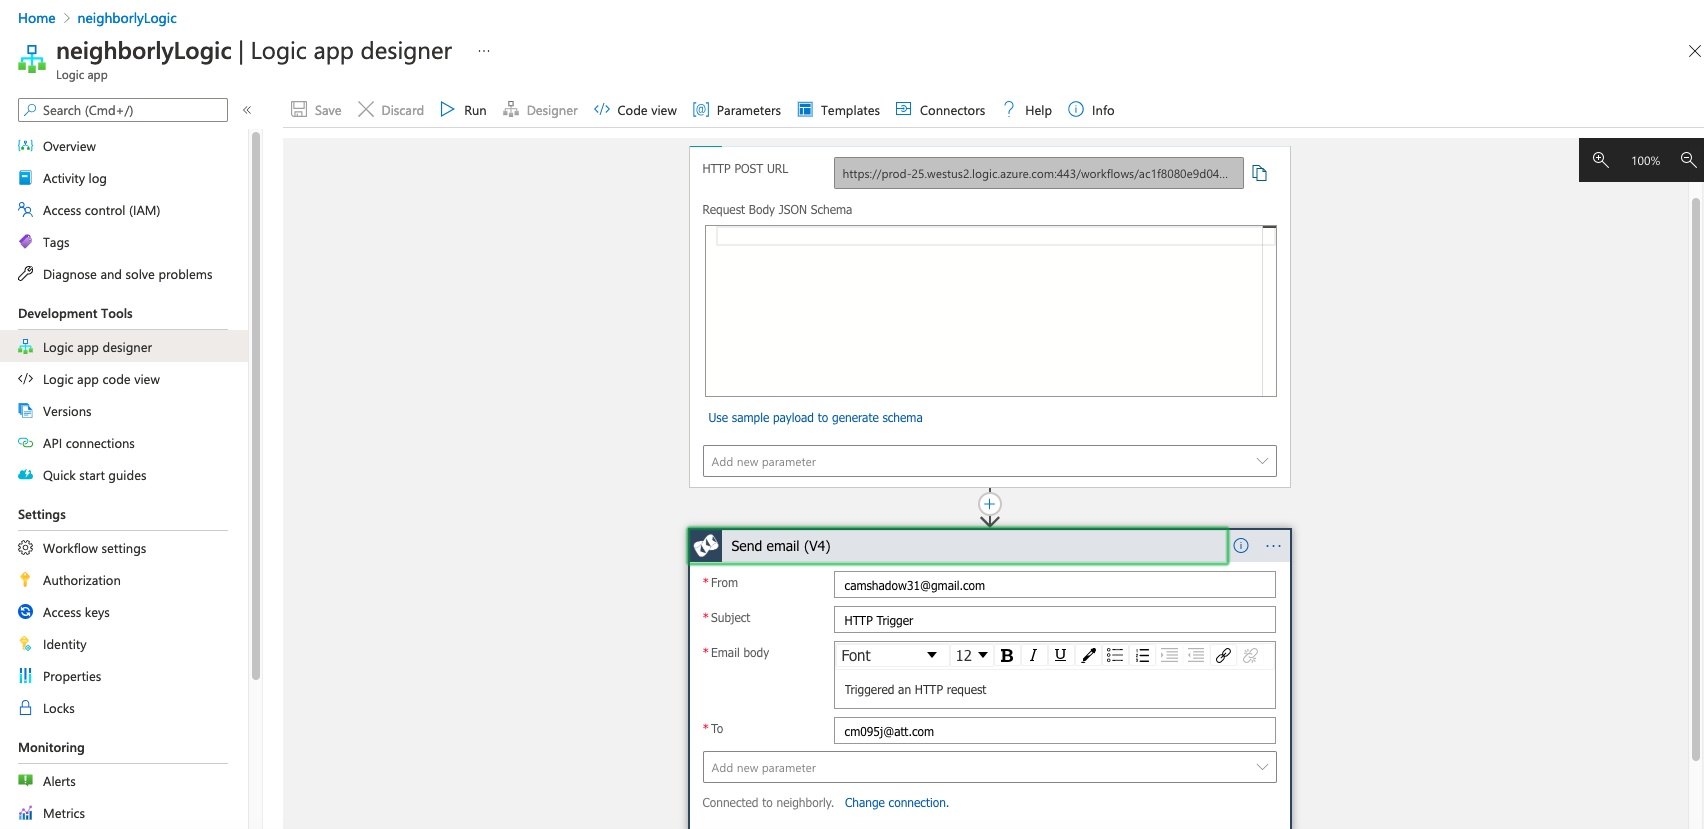 Home > neighborlyLogic
neighborlyLogic | Logic app designer ...
Logic app
Search (Cmd+/)
«
Save
Discard
Run
Designer
Code view
Parameters
Templates
Connectors
Help
Info
Overview
Activity log
Access control (IAM)
Tags
Diagnose and solve problems
Development Tools
Logic app designer
Logic app code view
Versions
API connections
Quick start guides
Settings
Workflow settings
Authorization
Access keys
Identity
Properties
Locks
Monitoring
Alerts
Metrics
100%
HTTP POST URL
https://prod-25.westus2.logic.azure.com:443/workflows/ac1f8080e9d04...
Request Body JSON Schema
Use sample payload to generate schema
Add new parameter
Send email (V4)
* From
camshadow31@gmail.com
* Subject
HTTP Trigger
* Email body
Font
12
B I U
Triggered an HTTP request
* To
cm095j@att.com
Add new parameter
Connected to neighborly. Change connection.